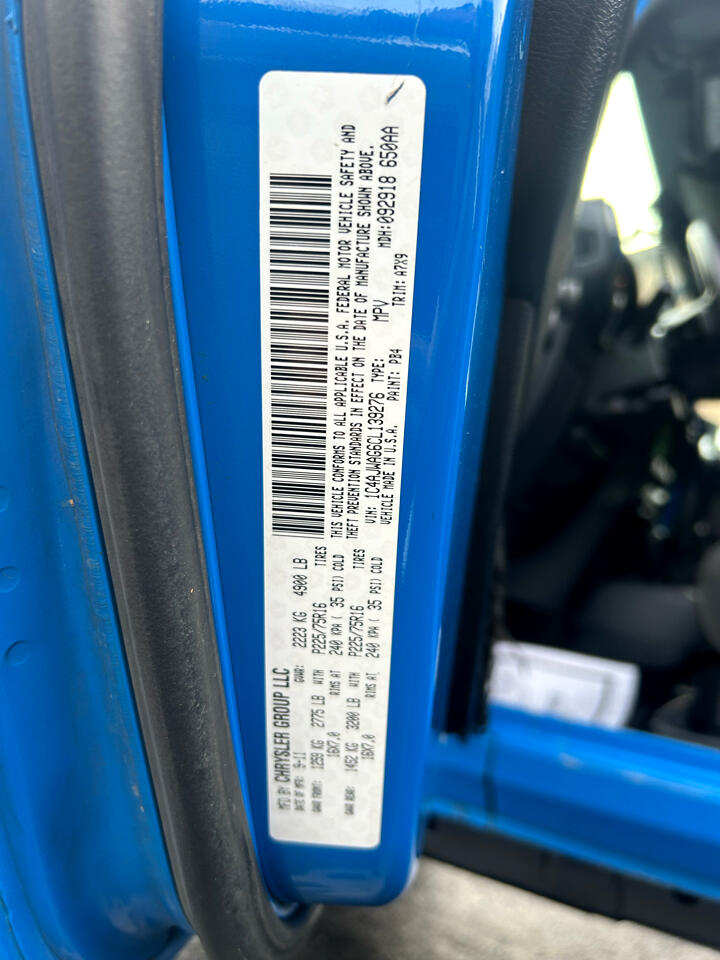 MFD BY CHRYSLER GROUP LLC
DATE OF MFR: 9-11 GVWR: 2223 KG 4900 LB
GAWR FRONT: 1259 KG 2775 LB WITH P225/75R16 TIRES
16X7.0 RIMS AT 240 KPA ( 35 PSI) COLD
GAWR REAR: 1452 KG 3200 LB WITH P225/75R16 TIRES
16X7.0 RIMS AT 240 KPA ( 35 PSI) COLD
THIS VEHICLE CONFORMS TO ALL APPLICABLE U.S.A. FEDERAL MOTOR VEHICLE SAFETY AND
THEFT PREVENTION STANDARDS IN EFFECT ON THE DATE OF MANUFACTURE SHOWN ABOVE.
VIN: 1C4AJWAG6CL139276 TYPE: MPV MDH:092918 650AA
VEHICLE MADE IN U.S.A. PAINT: PB4 TRIM: A7X9